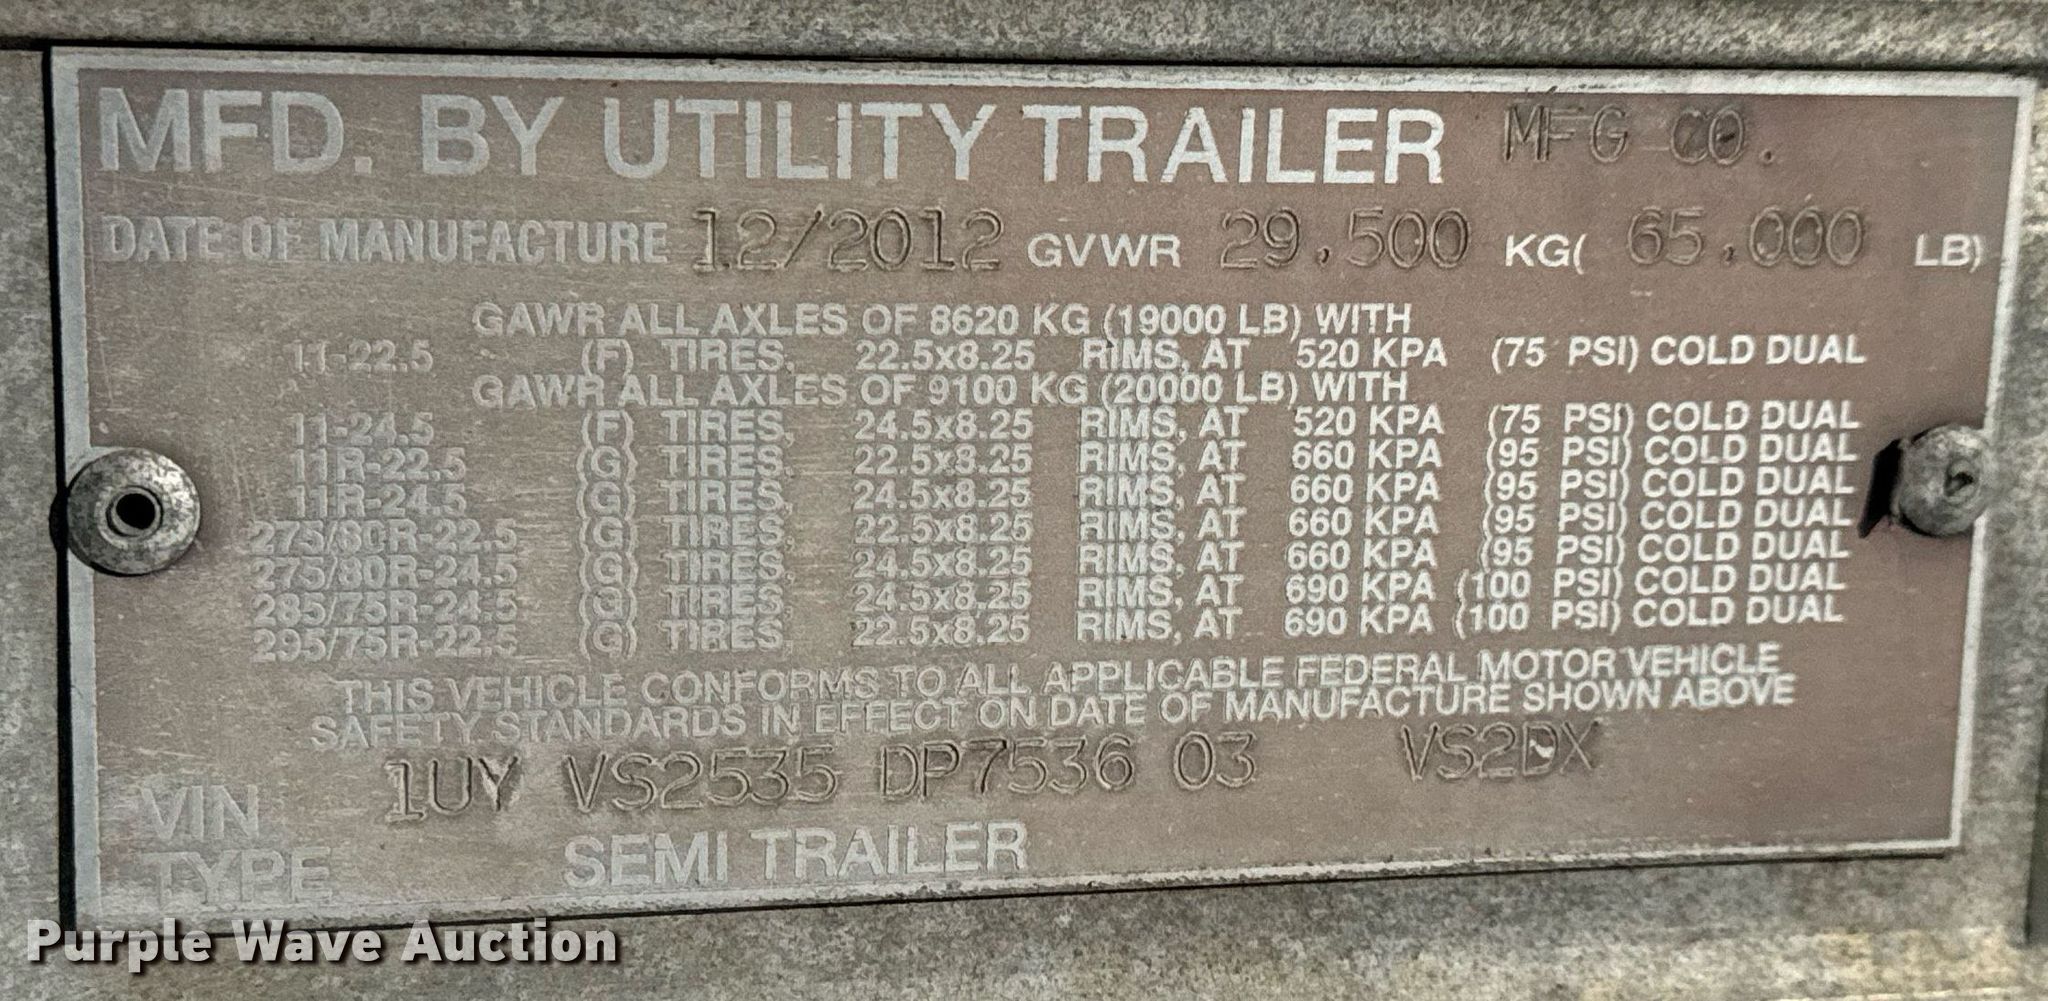 MFD. BY UTILITY TRAILER MFG CO.
DATE OF MANUFACTURE 12/2012 GVWR 29.500 KG( 65.000 LB)
GAWR ALL AXLES OF 8620 KG (19000 LB) WITH
11-22.5 (F) TIRES, 22.5x8.25 RIMS, AT 520 KPA (75 PSI) COLD DUAL
GAWR ALL AXLES OF 9100 KG (20000 LB) WITH
11-24.5 (F) TIRES, 24.5x8.25 RIMS, AT 520 KPA (75 PSI) COLD DUAL
11R-22.5 (G) TIRES, 22.5x8.25 RIMS, AT 660 KPA (95 PSI) COLD DUAL
11R-24.5 (G) TIRES, 24.5x8.25 RIMS, AT 660 KPA (95 PSI) COLD DUAL
275/80R-22.5 (G) TIRES, 22.5x8.25 RIMS, AT 660 KPA (95 PSI) COLD DUAL
275/80R-24.5 (G) TIRES, 24.5x8.25 RIMS, AT 660 KPA (95 PSI) COLD DUAL
285/75R-24.5 (G) TIRES, 24.5x8.25 RIMS, AT 690 KPA (100 PSI) COLD DUAL
295/75R-22.5 (G) TIRES, 22.5x8.25 RIMS, AT 690 KPA (100 PSI) COLD DUAL
THIS VEHICLE CONFORMS TO ALL APPLICABLE FEDERAL MOTOR VEHICLE
SAFETY STANDARDS IN EFFECT ON DATE OF MANUFACTURE SHOWN ABOVE
VIN 1UY VS2535 DP7536 03 VS2DX
TYPE SEMI TRAILER
Purple Wave Auction